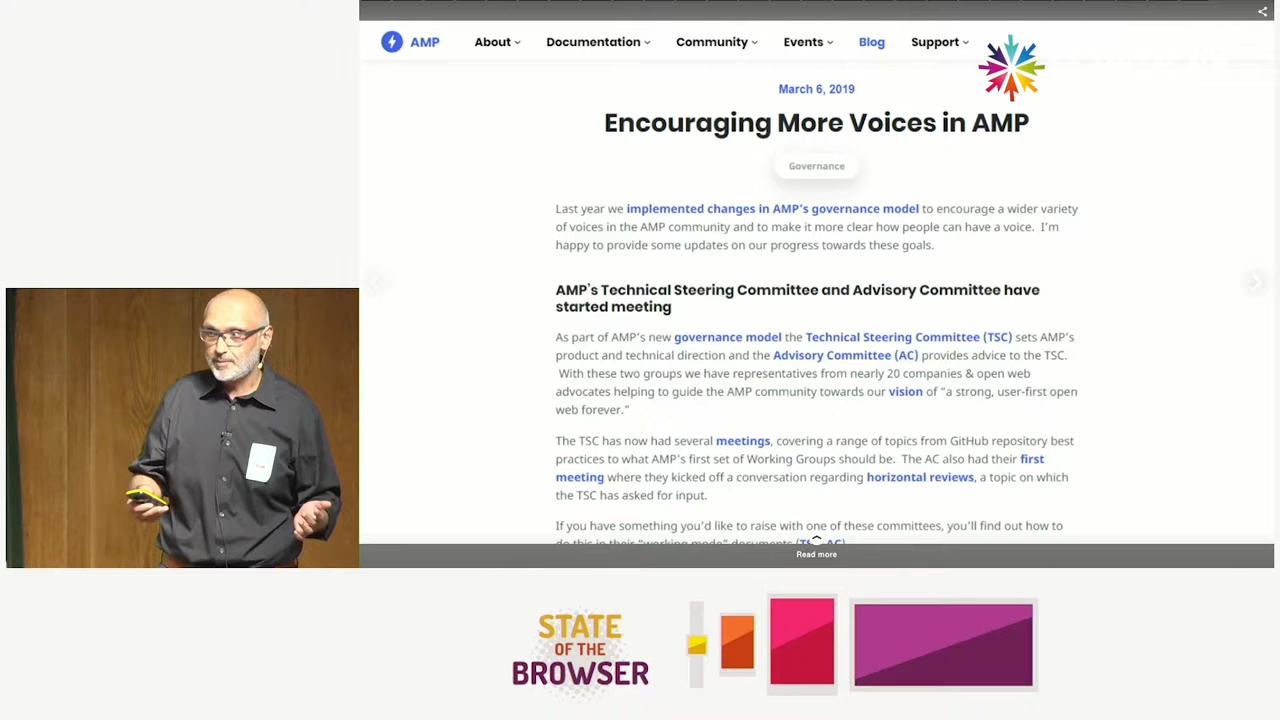 AMP
About
Documentation
Community
Events
Blog
Support
March 6, 2019
Encouraging More Voices in AMP
Governance
Last year we implemented changes in AMP's governance model to encourage a wider variety
of voices in the AMP community and to make it more clear how people can have a voice. I'm
happy to provide some updates on our progress towards these goals.
AMP's Technical Steering Committee and Advisory Committee have
started meeting
As part of AMP's new governance model the Technical Steering Committee (TSC) sets AMP's
product and technical direction and the Advisory Committee (AC) provides advice to the TSC.
With these two groups we have representatives from nearly 20 companies & open web
advocates helping to guide the AMP community towards our vision of "a strong, user-first open
web forever."
The TSC has now had several meetings, covering a range of topics from GitHub repository best
practices to what AMP's first set of Working Groups should be. The AC also had their first
meeting where they kicked off a conversation regarding horizontal reviews, a topic on which
the TSC has asked for input.
If you have something you'd like to raise with one of these committees, you'll find out how to
do this in their "working mode" documents (TSC, AC).
Read more
STATE
OF THE
BROWSER